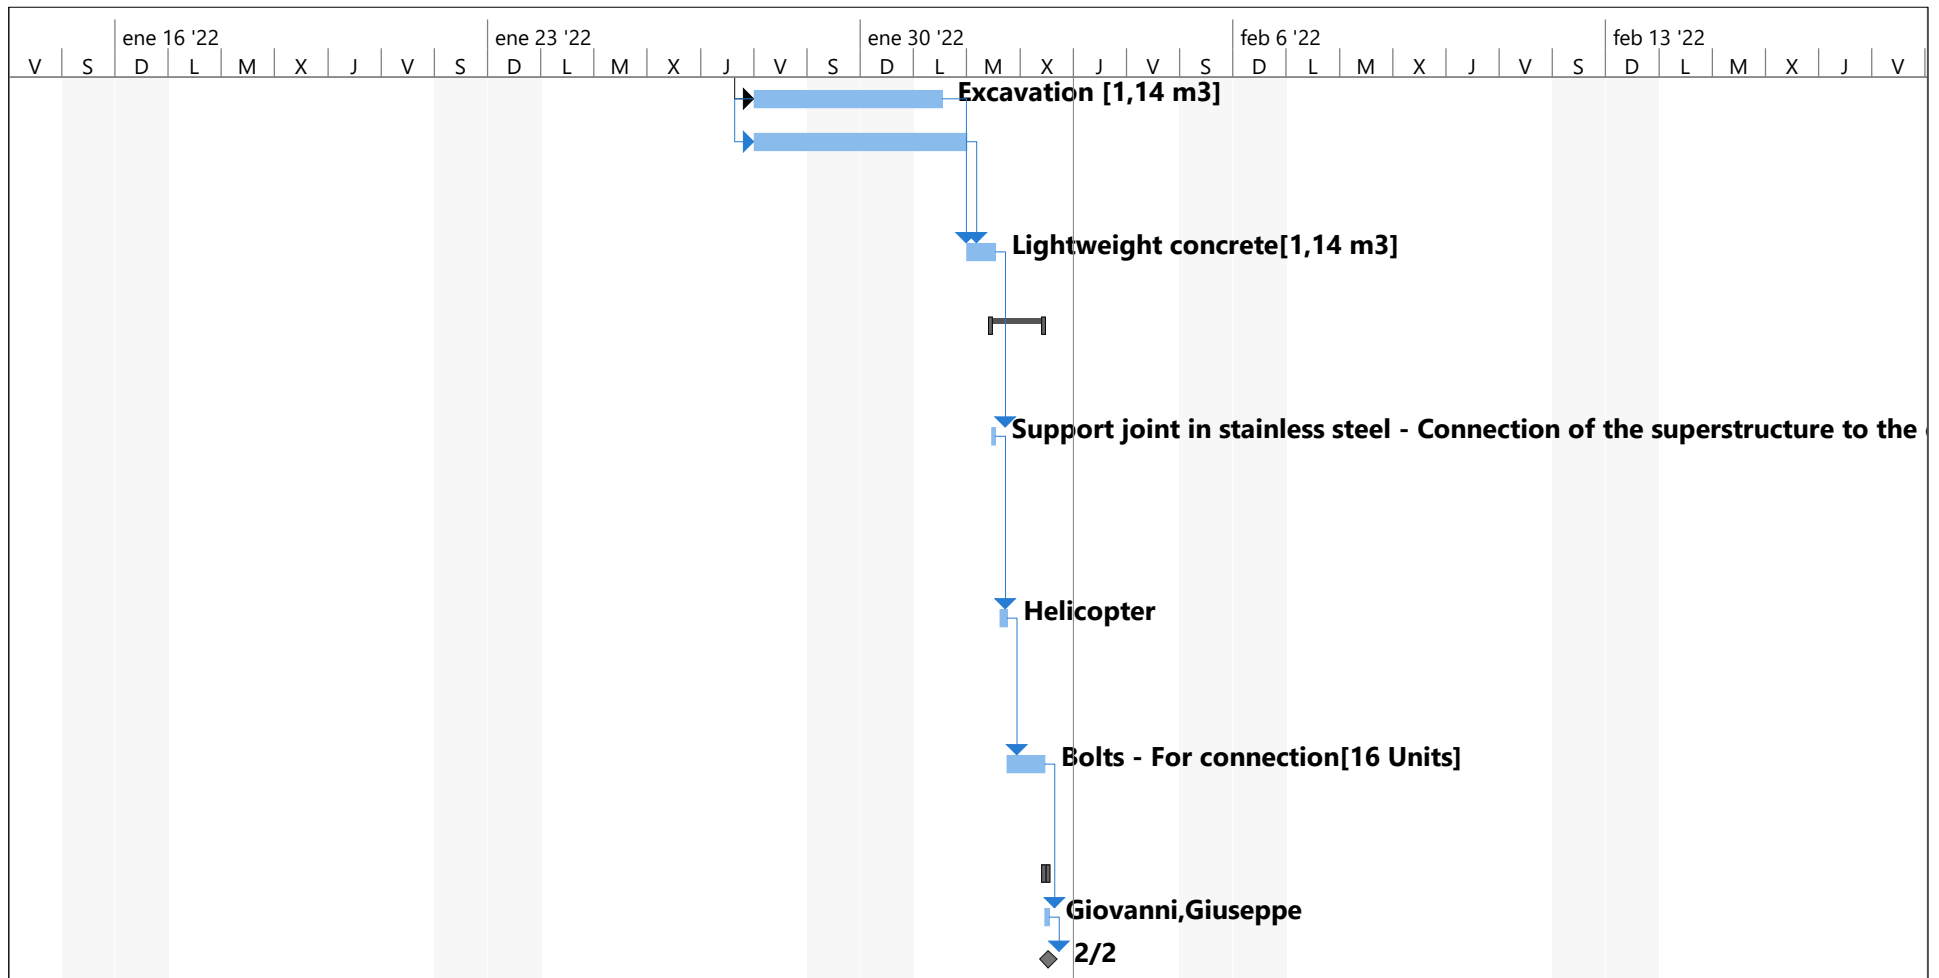 ene 16 '22 ene 23 '22 ene 30 '22 feb 6 '22 feb 13 '22
V S D L M X J V S D L M X J V S D L M X J V S D L M X J V S D L M X J V
Excavation [1,14 m3]
Lightweight concrete[1,14 m3]
Support joint in stainless steel - Connection of the superstructure to the
Helicopter
Bolts - For connection[16 Units]
Giovanni,Giuseppe
2/2